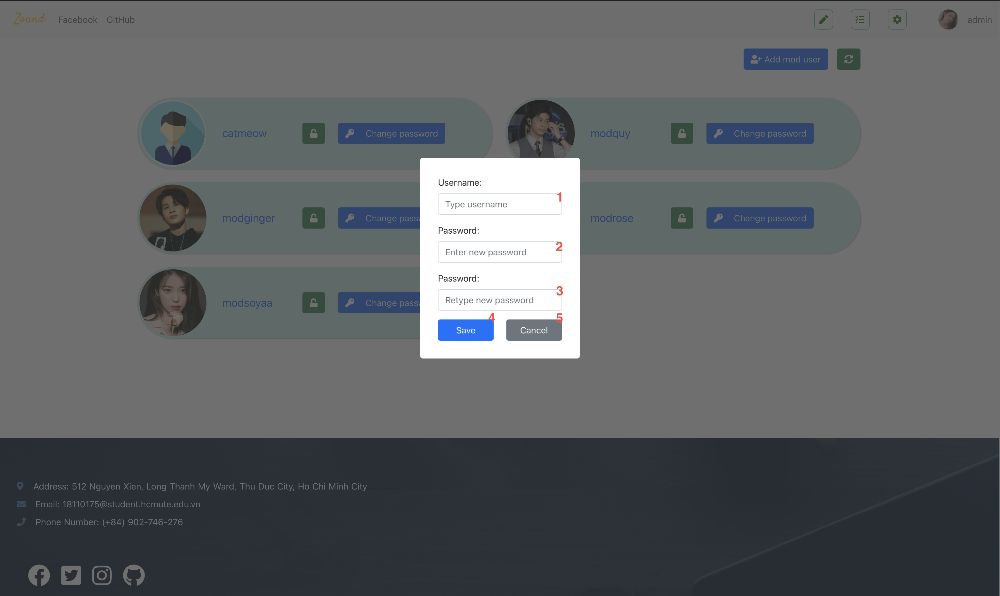 Zound Facebook GitHub admin
Add mod user
catmeow Change password modquy Change password
Username:
1
Type username
modginger Change passw modrose Change password
Password:
2
Enter new password
Password:
3
Retype new password
modsoyaa Change passw
4 5
Save Cancel
Address: 512 Nguyen Xien, Long Thanh My Ward, Thu Duc City, Ho Chi Minh City
Email: 18110175@student.hcmute.edu.vn
Phone Number: (+84) 902-746-276